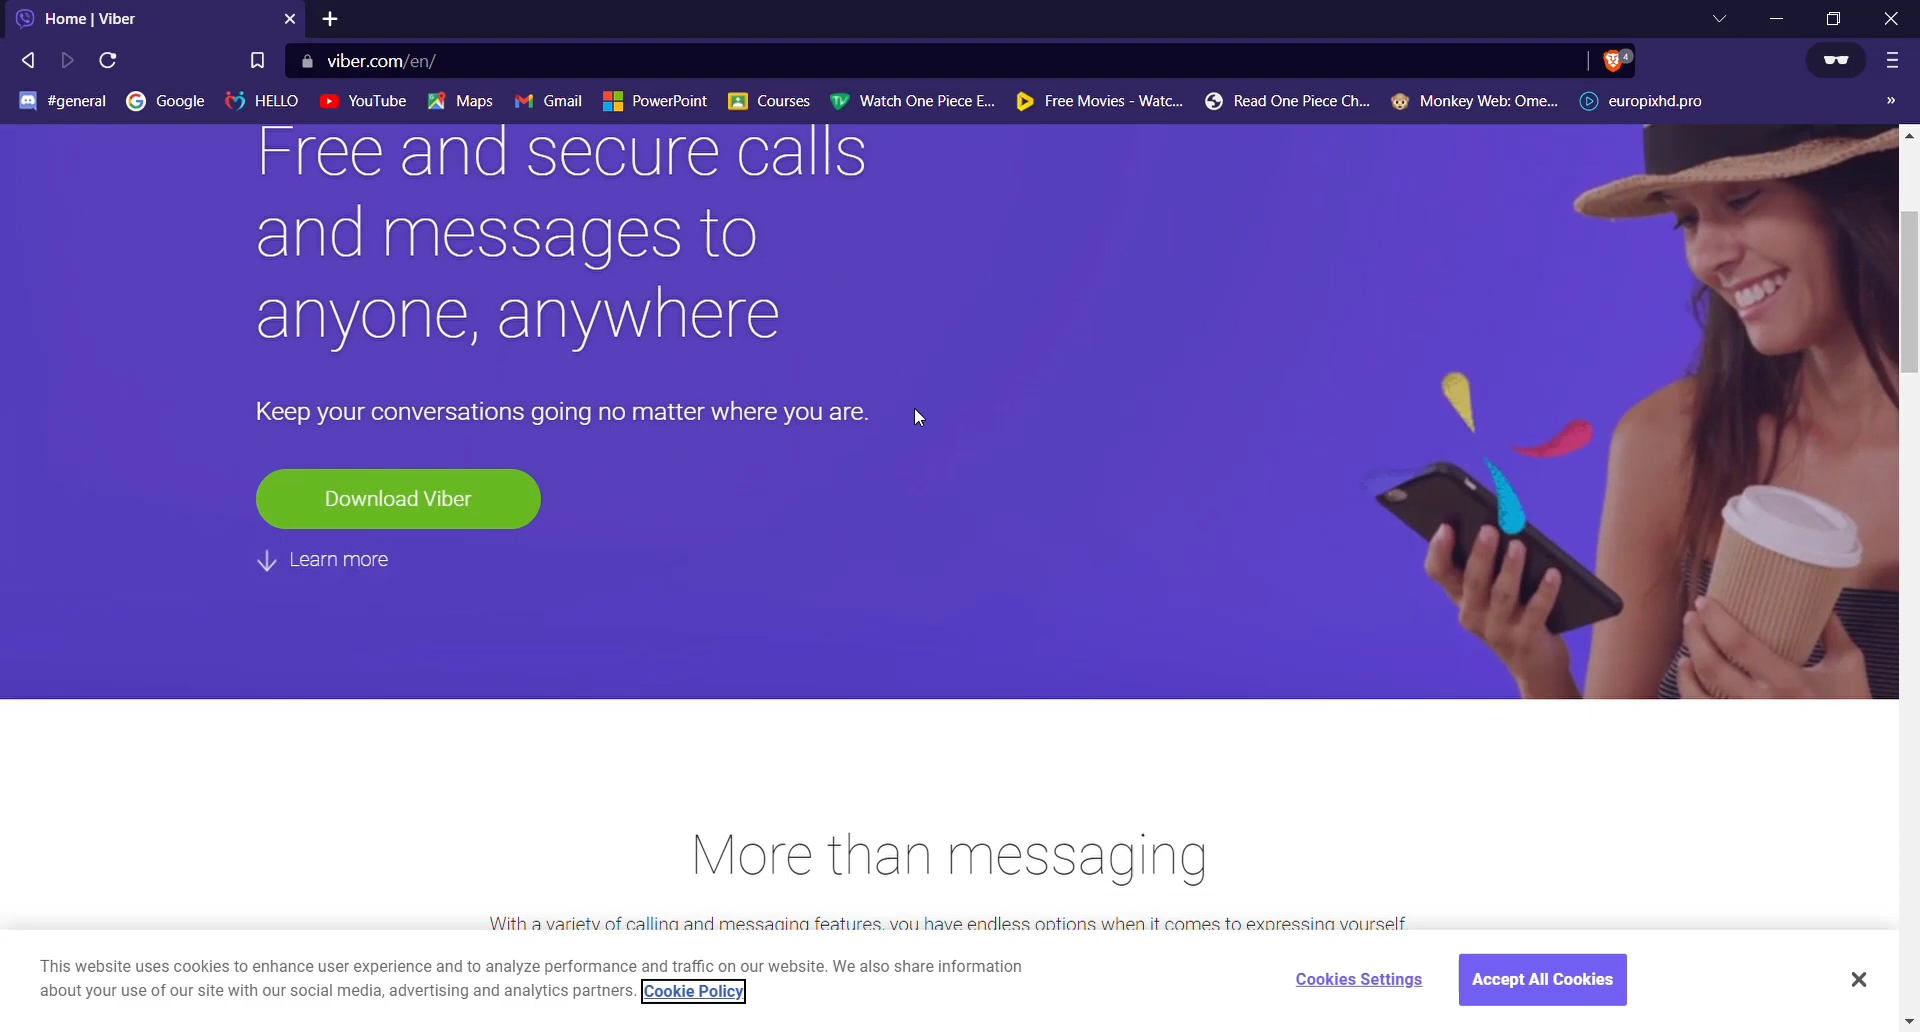 Home | Viber
viber.com/en/
4
#general Google HELLO YouTube Maps Gmail PowerPoint Courses Watch One Piece E... Free Movies - Watc... Read One Piece Ch... Monkey Web: Ome... europixhd.pro »
Free and secure calls
and messages to
anyone, anywhere
Keep your conversations going no matter where you are.
Download Viber
Learn more
More than messaging
With a variety of calling and messaging features, you have endless options when it comes to expressing yourself.
This website uses cookies to enhance user experience and to analyze performance and traffic on our website. We also share information
about your use of our site with our social media, advertising and analytics partners. Cookie Policy
Cookies Settings
Accept All Cookies